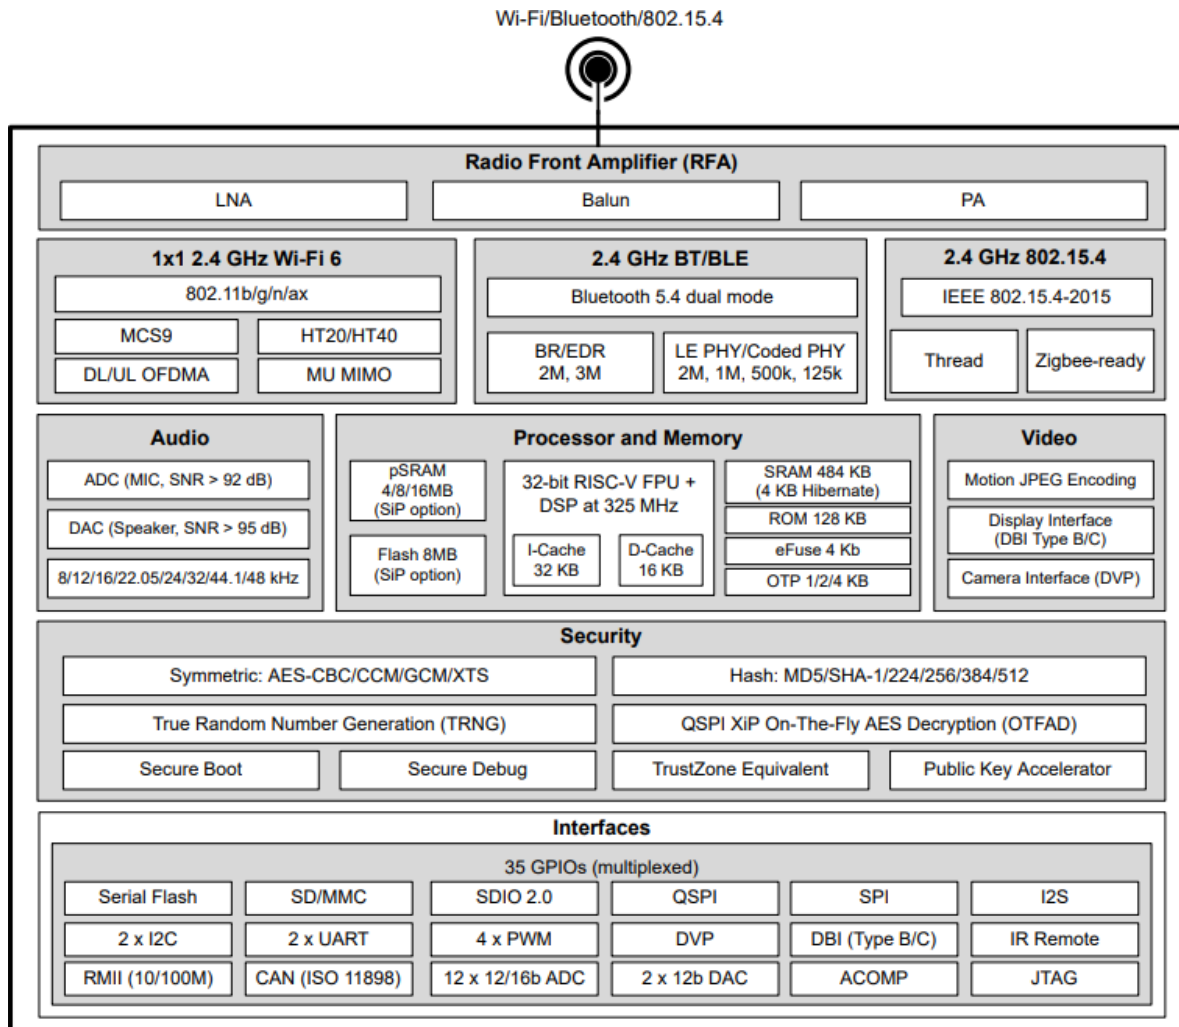 Wi-Fi/Bluetooth/802.15.4
Radio Front Amplifier (RFA)
LNA
Balun
PA
1x1 2.4 GHz Wi-Fi 6
802.11b/g/n/ax
MCS9
HT20/HT40
DL/UL OFDMA
MU MIMO
2.4 GHz BT/BLE
Bluetooth 5.4 dual mode
BR/EDR
2M, 3M
LE PHY/Coded PHY
2M, 1M, 500k, 125k
2.4 GHz 802.15.4
IEEE 802.15.4-2015
Thread
Zigbee-ready
Audio
ADC (MIC, SNR > 92 dB)
DAC (Speaker, SNR > 95 dB)
8/12/16/22.05/24/32/44.1/48 kHz
Processor and Memory
pSRAM
4/8/16MB
(SiP option)
Flash 8MB
(SiP option)
32-bit RISC-V FPU +
DSP at 325 MHz
I-Cache
32 KB
D-Cache
16 KB
SRAM 484 KB
(4 KB Hibernate)
ROM 128 KB
eFuse 4 Kb
OTP 1/2/4 KB
Video
Motion JPEG Encoding
Display Interface
(DBI Type B/C)
Camera Interface (DVP)
Security
Symmetric: AES-CBC/CCM/GCM/XTS
Hash: MD5/SHA-1/224/256/384/512
True Random Number Generation (TRNG)
QSPI XiP On-The-Fly AES Decryption (OTFAD)
Secure Boot
Secure Debug
TrustZone Equivalent
Public Key Accelerator
Interfaces
35 GPIOs (multiplexed)
Serial Flash
SD/MMC
SDIO 2.0
QSPI
SPI
I2S
2 x I2C
2 x UART
4 x PWM
DVP
DBI (Type B/C)
IR Remote
RMII (10/100M)
CAN (ISO 11898)
12 x 12/16b ADC
2 x 12b DAC
ACOMP
JTAG